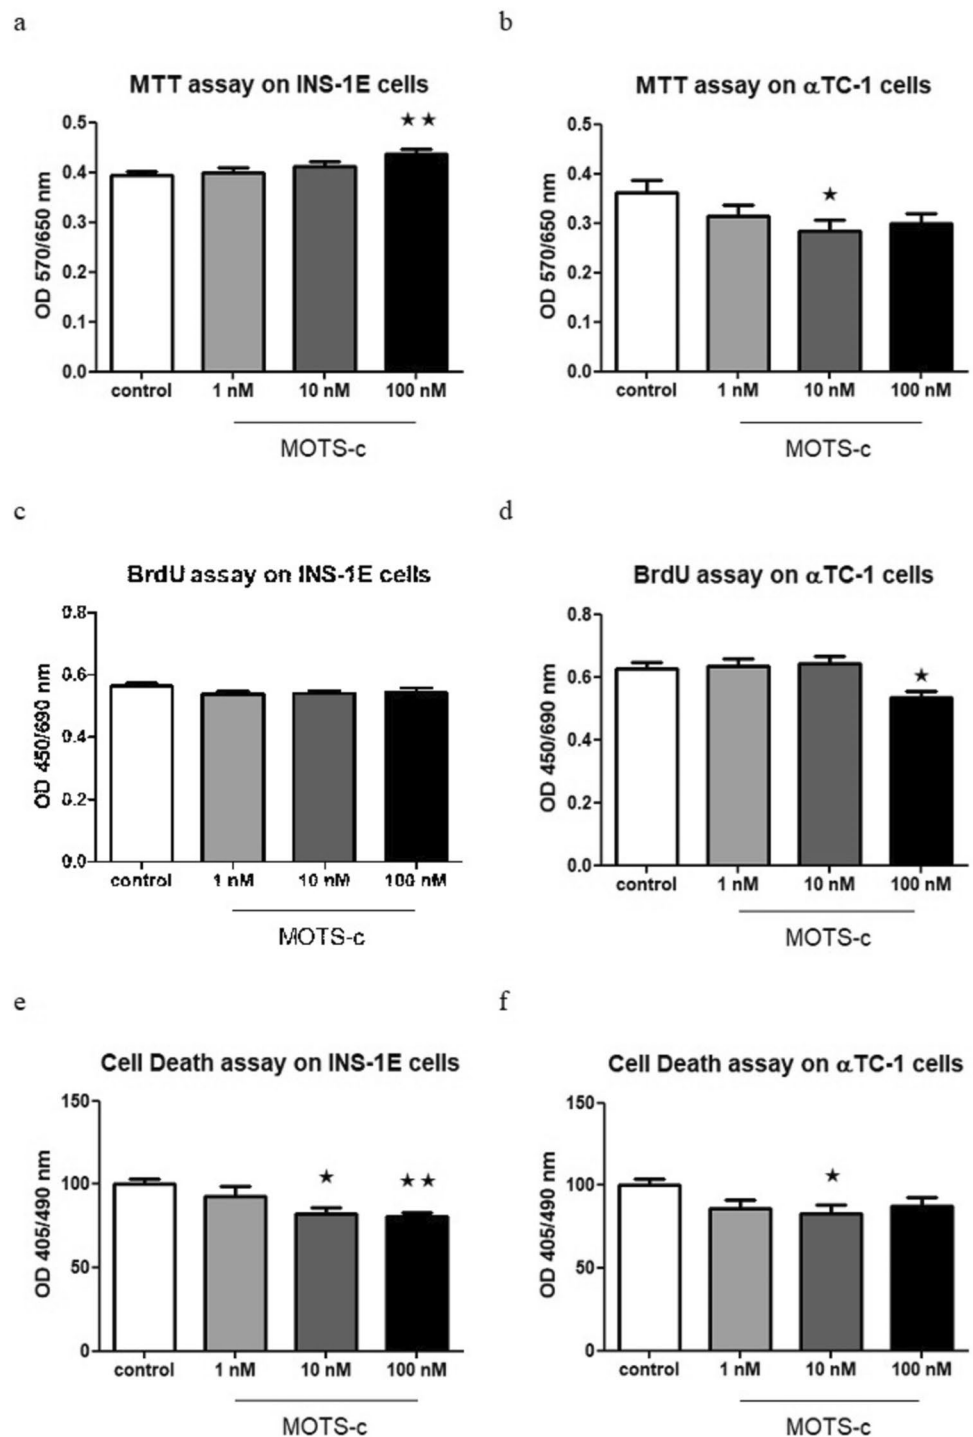 a
MTT assay on INS-1E cells
★★
0.5
0.4
0.3
0.2
0.1
0.0
OD 570/650 nm
control 1 nM 10 nM 100 nM
MOTS-c
b
MTT assay on αTC-1 cells
★
0.5
0.4
0.3
0.2
0.1
0.0
OD 570/650 nm
control 1 nM 10 nM 100 nM
MOTS-c
c
BrdU assay on INS-1E cells
0.8
0.6
0.4
0.2
0.0
OD 450/690 nm
control 1 nM 10 nM 100 nM
MOTS-c
d
BrdU assay on αTC-1 cells
★
0.8
0.6
0.4
0.2
0.0
OD 450/690 nm
control 1 nM 10 nM 100 nM
MOTS-c
e
Cell Death assay on INS-1E cells
★ ★★
150
100
50
0
OD 405/490 nm
control 1 nM 10 nM 100 nM
MOTS-c
f
Cell Death assay on αTC-1 cells
★
150
100
50
0
OD 405/490 nm
control 1 nM 10 nM 100 nM
MOTS-c